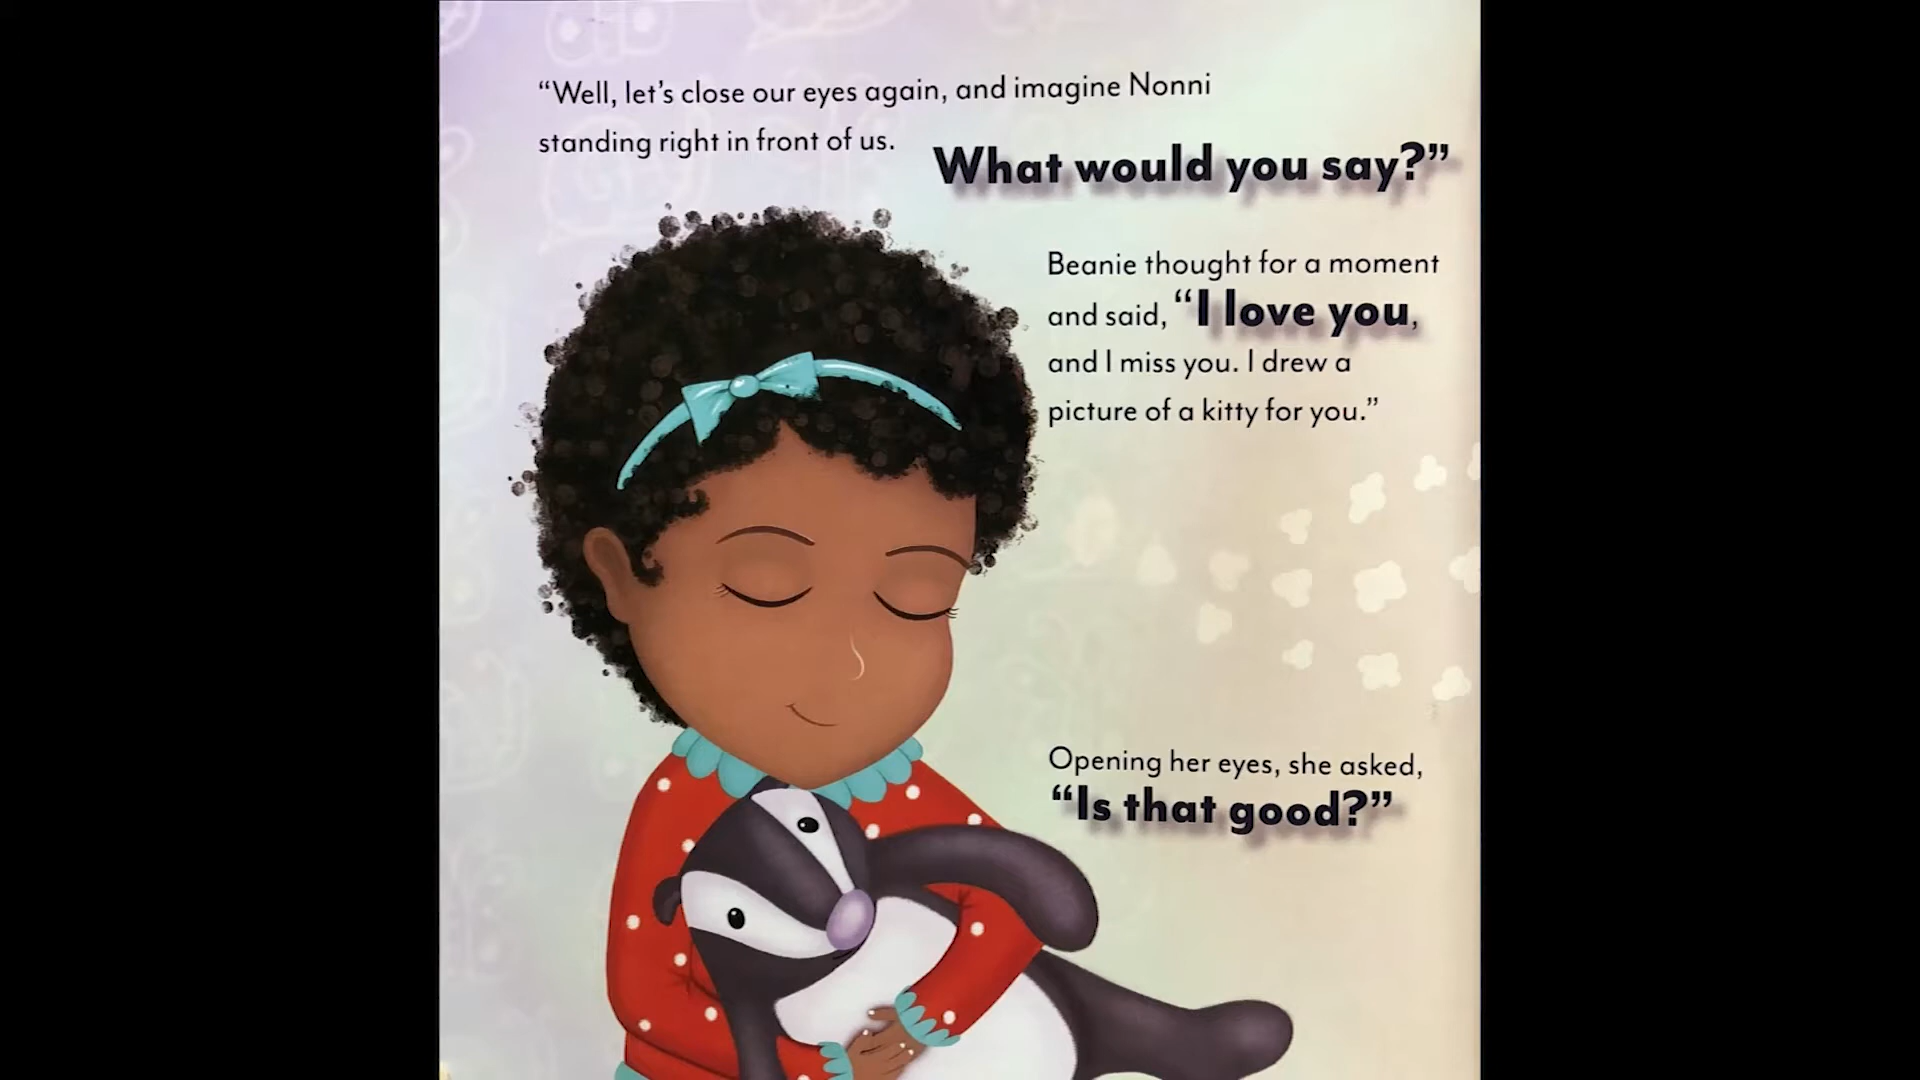 “Well, let’s close our eyes again, and imagine Nonni
standing right in front of us.
What would you say?”
Beanie thought for a moment
and said, “I love you,
and I miss you. I drew a
picture of a kitty for you.”
Opening her eyes, she asked,
“Is that good?”